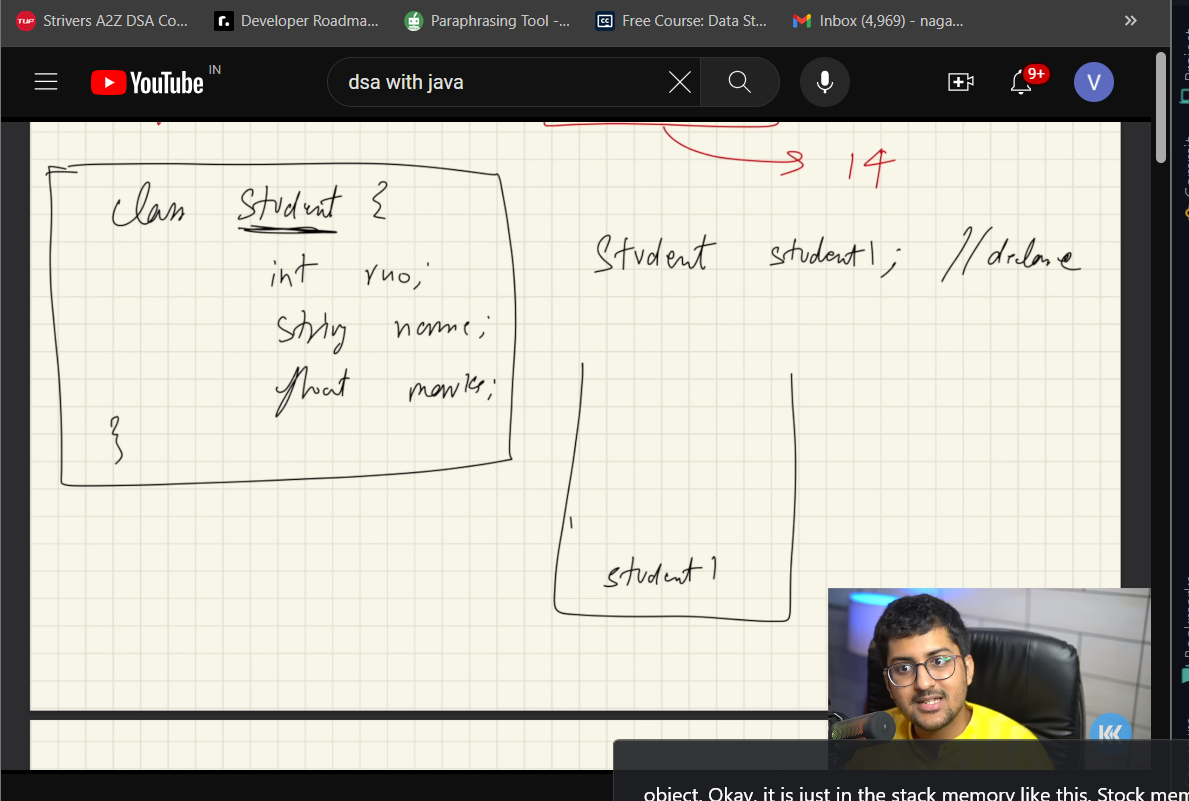 Strivers A2Z DSA Co... Developer Roadma... Paraphrasing Tool -... Free Course: Data St... Inbox (4,969) - naga...
YouTube IN dsa with java 9+ V
14
class Student {
int rno;
string name;
float marks;
}
Student student1; //declare
student1
KK
object. Okay, it is just in the stack memory like this. Stock mem